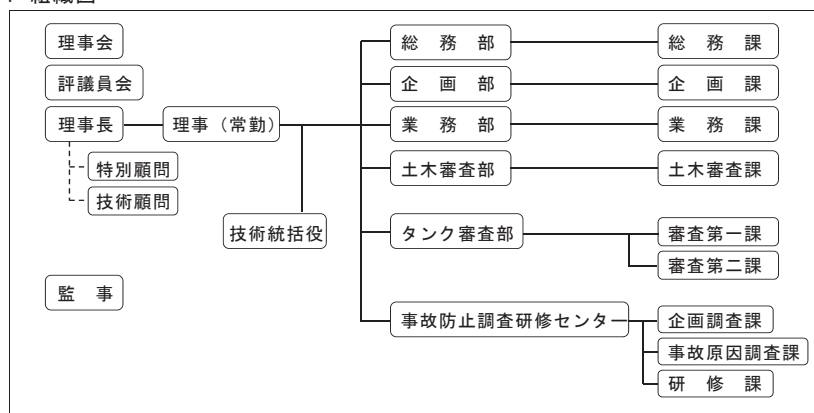 理事会
評議員会
理事長
理事（常勤）
特別顧問
技術顧問
技術統括役
監　事
総　務　部
総　務　課
企　画　部
企　画　課
業　務　部
業　務　課
土木審査部
土木審査課
タンク審査部
審査第一課
審査第二課
事故防止調査研修センター
企画調査課
事故原因調査課
研　修　課